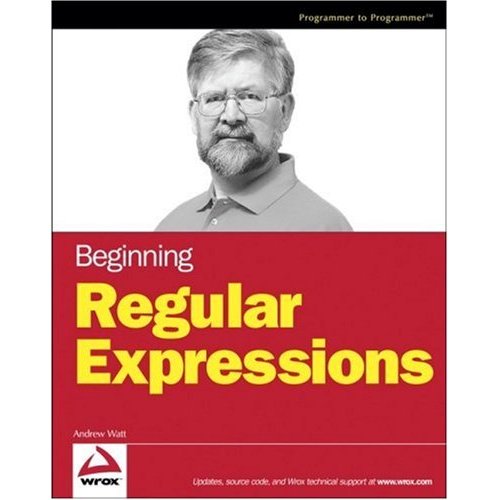 Programmer to Programmer™
Beginning
Regular
Expressions
Andrew Watt
wrox™
Updates, source code, and Wrox technical support at www.wrox.com